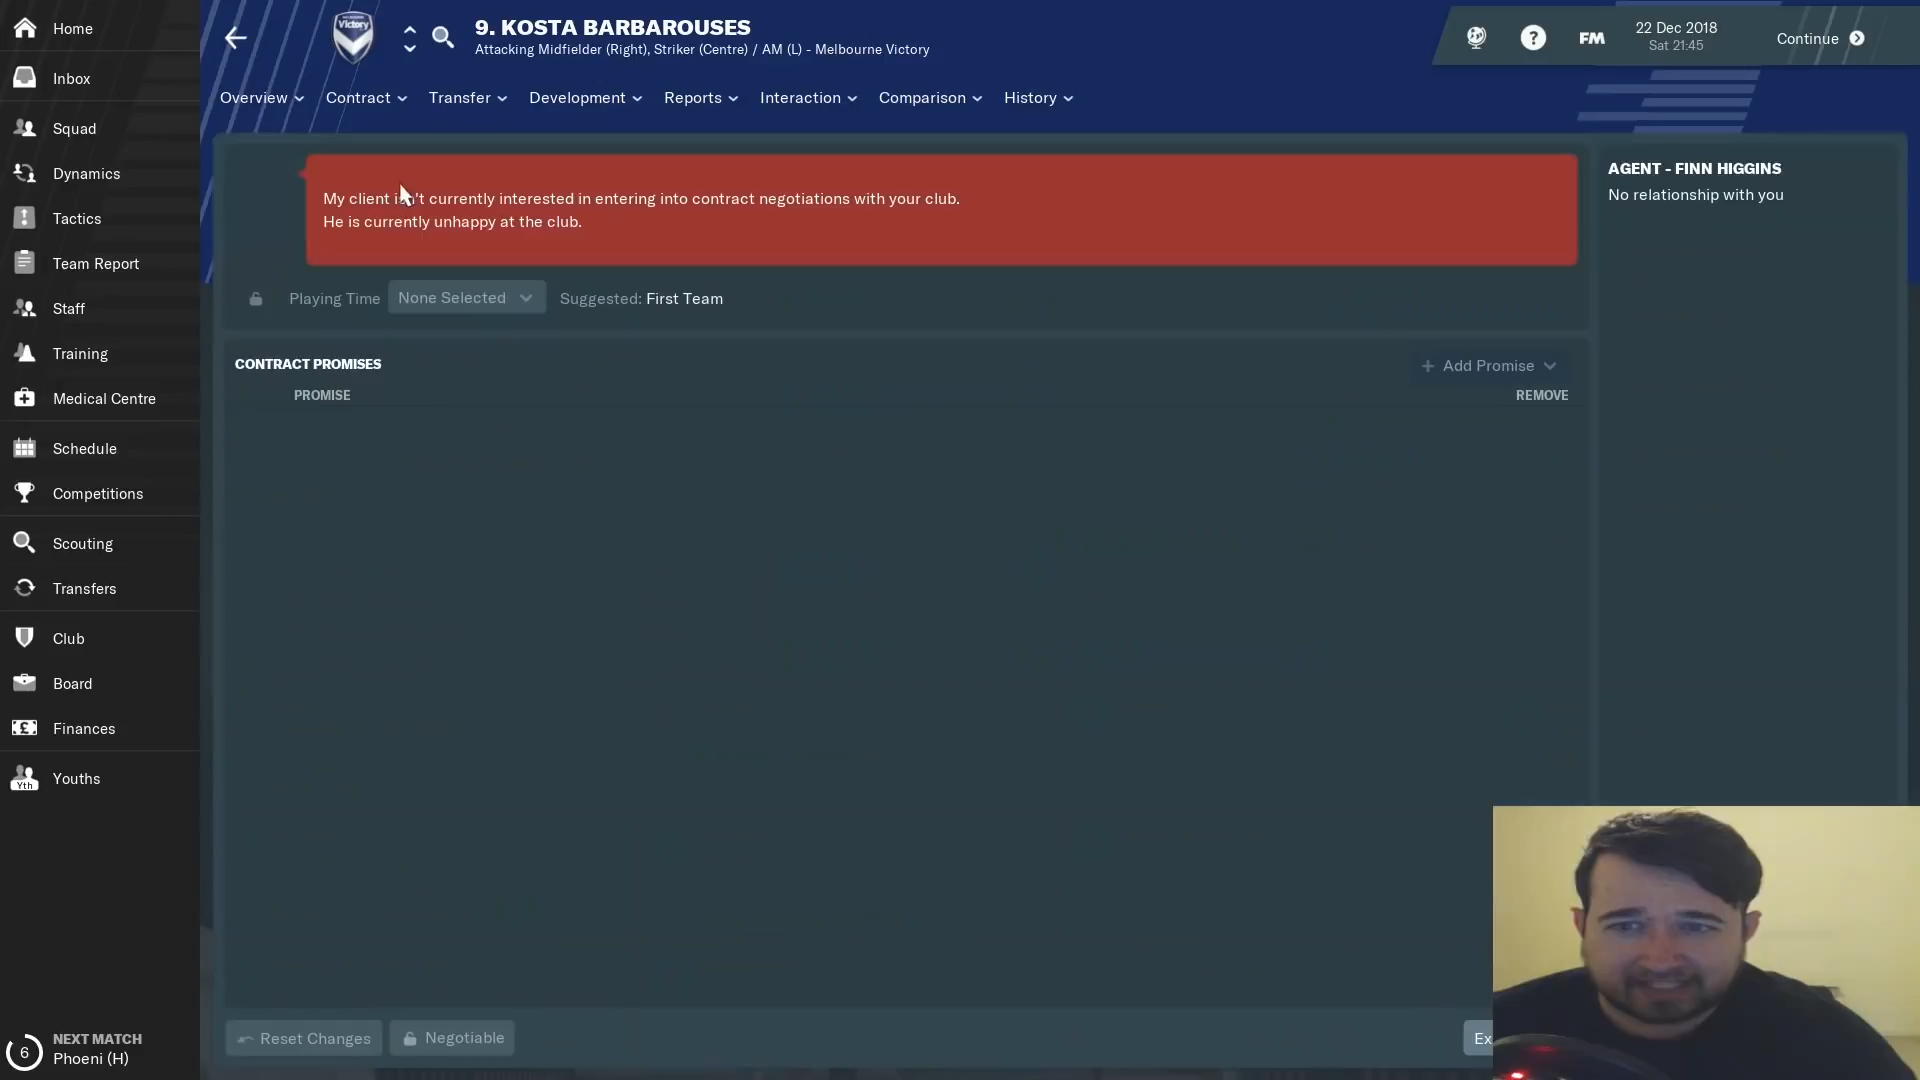 Home
Inbox
Squad
Dynamics
Tactics
Team Report
Staff
Training
Medical Centre
Schedule
Competitions
Scouting
Transfers
Club
Board
Finances
Yth
Youths
6
NEXT MATCH
Phoeni (H)
Victory
9. KOSTA BARBAROUSES
Attacking Midfielder (Right), Striker (Centre) / AM (L) - Melbourne Victory
?
FM
22 Dec 2018
Sat 21:45
Continue
Overview
Contract
Transfer
Development
Reports
Interaction
Comparison
History
My client isn't currently interested in entering into contract negotiations with your club.
He is currently unhappy at the club.
Playing Time
None Selected
Suggested: First Team
CONTRACT PROMISES
+ Add Promise
PROMISE
REMOVE
AGENT - FINN HIGGINS
No relationship with you
Reset Changes
Negotiable
Ex